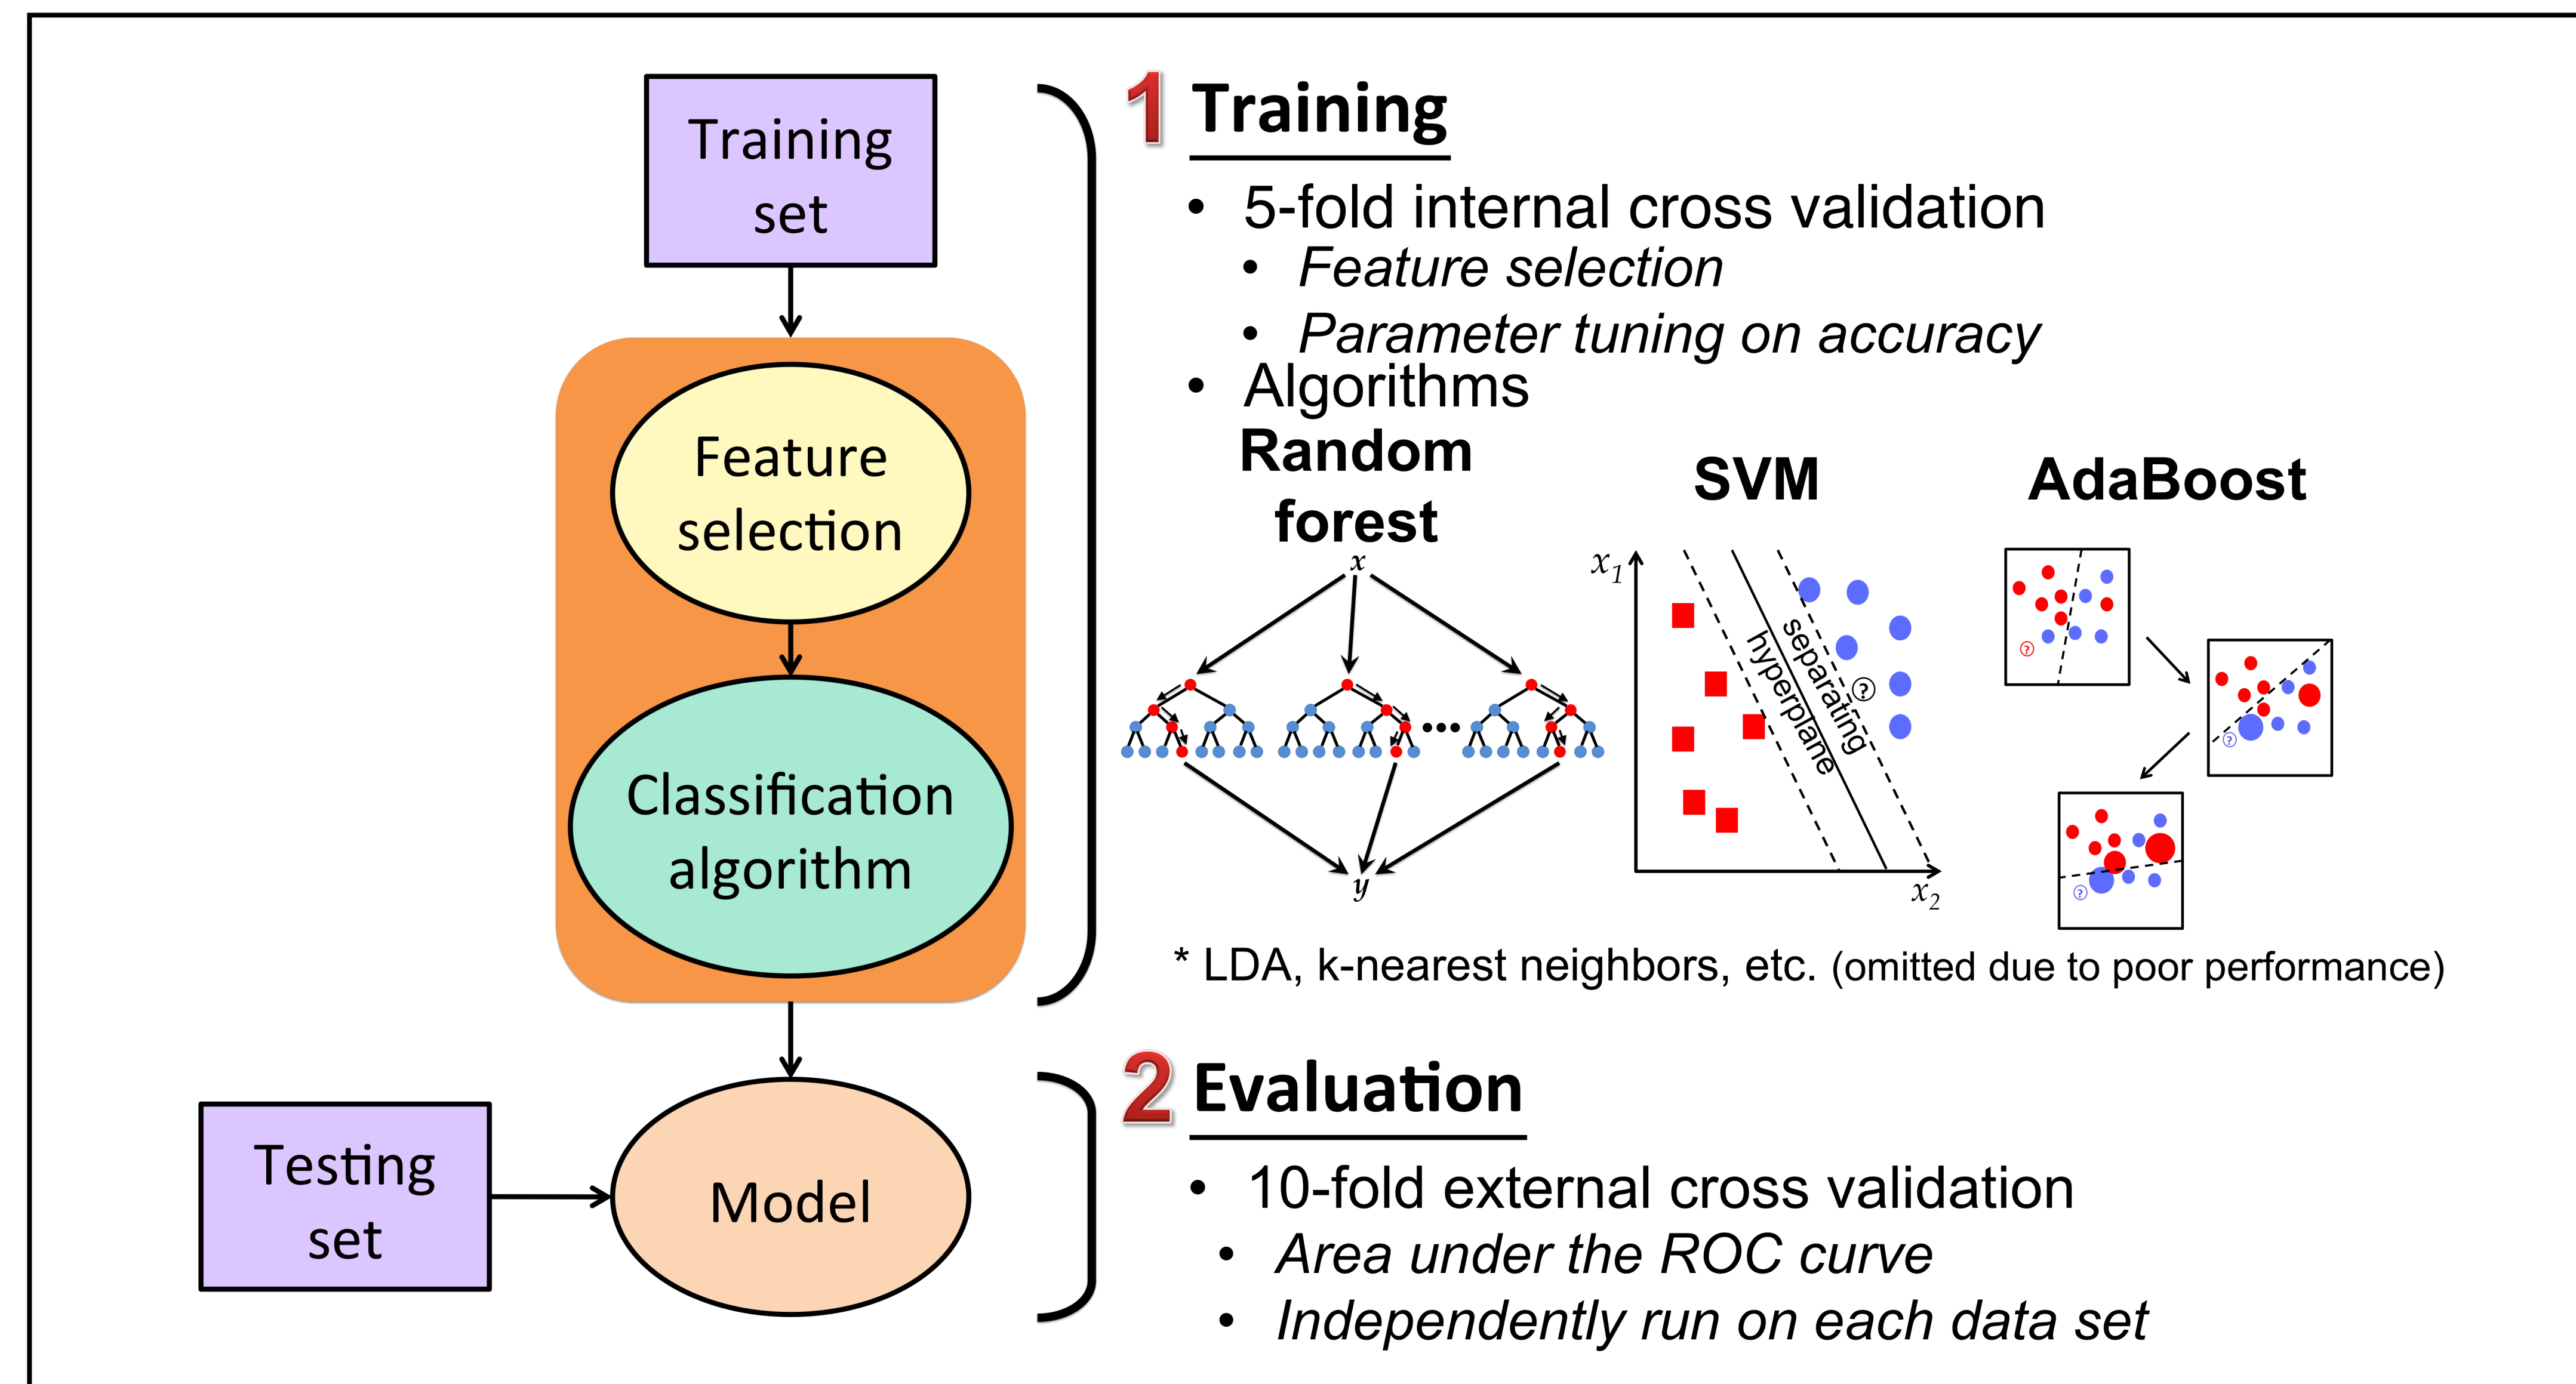 Training
set
Feature
selection
Classification
algorithm
Testing
set
Model
1 Training
• 5-fold internal cross validation
• Feature selection
• Parameter tuning on accuracy
• Algorithms
Random
forest
x
•••
y
SVM
x1
separating
hyperplane
?
x2
AdaBoost
?
?
?
* LDA, k-nearest neighbors, etc. (omitted due to poor performance)
2 Evaluation
• 10-fold external cross validation
• Area under the ROC curve
• Independently run on each data set